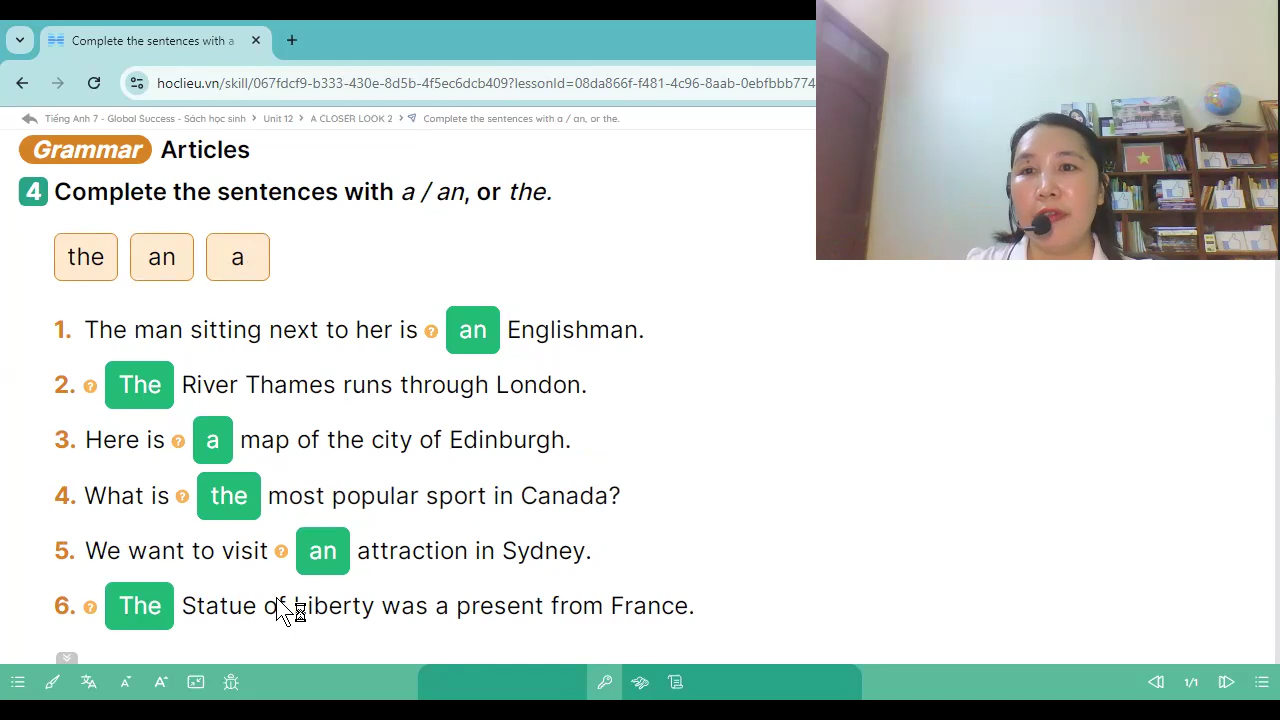 Complete the sentences with a
hoclieu.vn/skill/067fdcf9-b333-430e-8d5b-4f5ec6dcb409?lessonId=08da866f-f481-4c96-8aab-0ebfbbb774
Tiếng Anh 7 - Global Success - Sách học sinh > Unit 12 > A CLOSER LOOK 2 > Complete the sentences with a / an, or the.
Grammar Articles
4 Complete the sentences with a / an, or the.
the an a
1. The man sitting next to her is ? an Englishman.
2. ? The River Thames runs through London.
3. Here is ? a map of the city of Edinburgh.
4. What is ? the most popular sport in Canada?
5. We want to visit ? an attraction in Sydney.
6. ? The Statue of Liberty was a present from France.
1/1